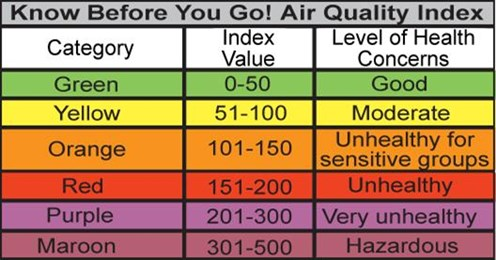 Know Before You Go! Air Quality Index
Category Index Value Level of Health Concerns
Green 0-50 Good
Yellow 51-100 Moderate
Orange 101-150 Unhealthy for sensitive groups
Red 151-200 Unhealthy
Purple 201-300 Very unhealthy
Maroon 301-500 Hazardous